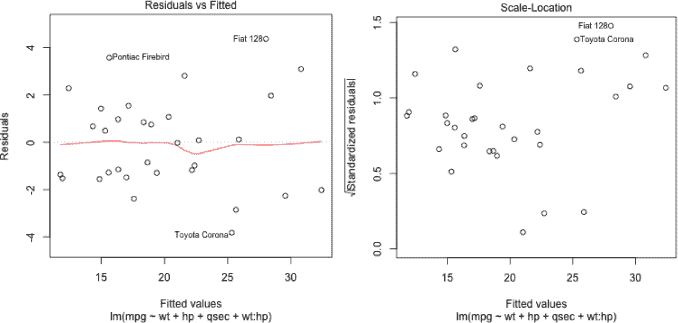 Residuals vs Fitted
Residuals
4
2
0
-2
-4
Fiat 128
Pontiac Firebird
Toyota Corona
15
20
25
30
Fitted values
lm(mpg ~ wt + hp + qsec + wt:hp)
Scale-Location
√|Standardized residuals|
1.5
1.0
0.5
0.0
Fiat 128
Toyota Corona
15
20
25
30
Fitted values
lm(mpg ~ wt + hp + qsec + wt:hp)